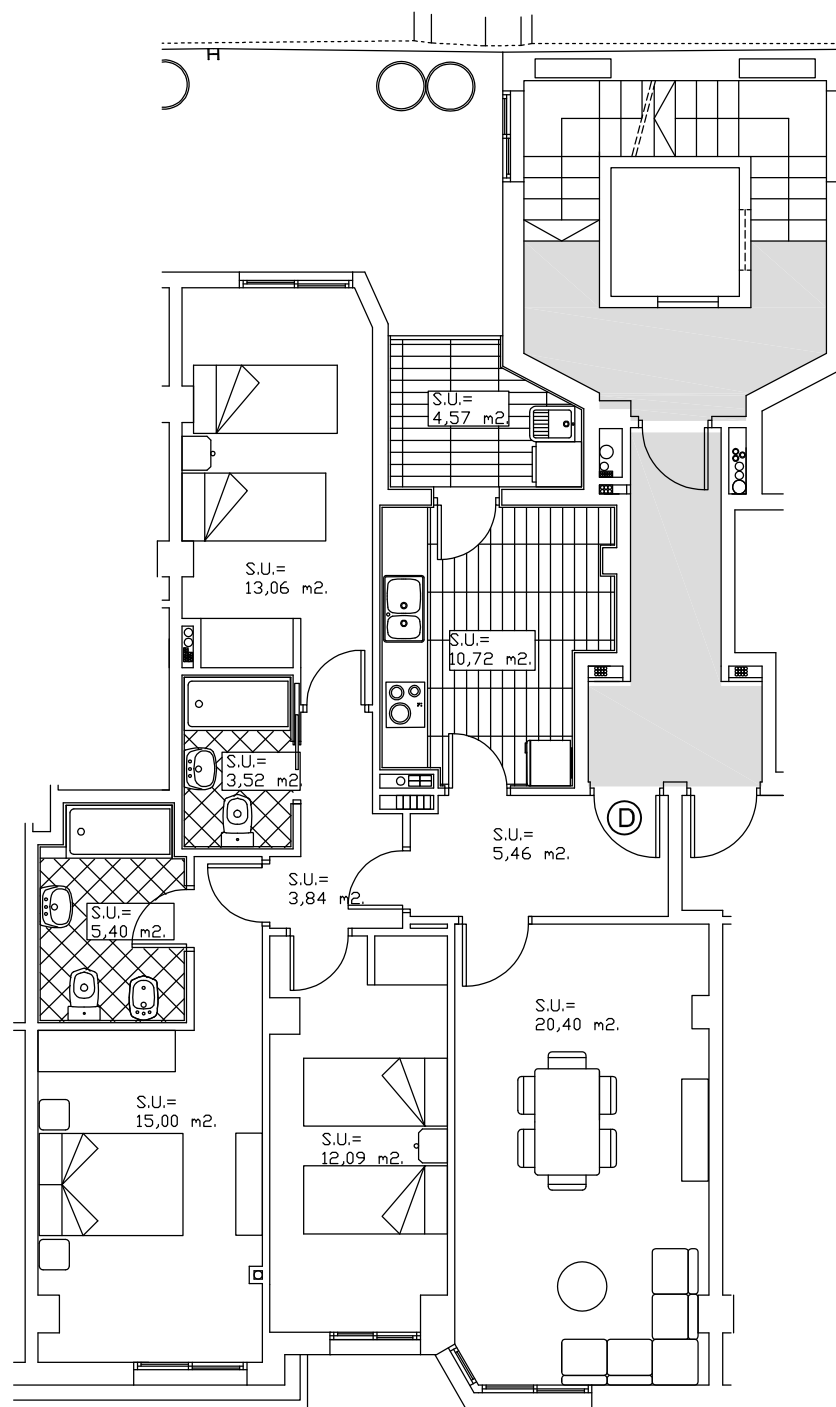 S.U.=
4,57 m2.
S.U.=
13,06 m2.
S.U.=
10,72 m2.
S.U.=
3,52 m2
D
S.U.=
5,46 m2.
S.U.=
3,84 m2.
S.U.=
5,40 m2.
S.U.=
20,40 m2.
S.U.=
15,00 m2.
S.U.=
12,09 m2.